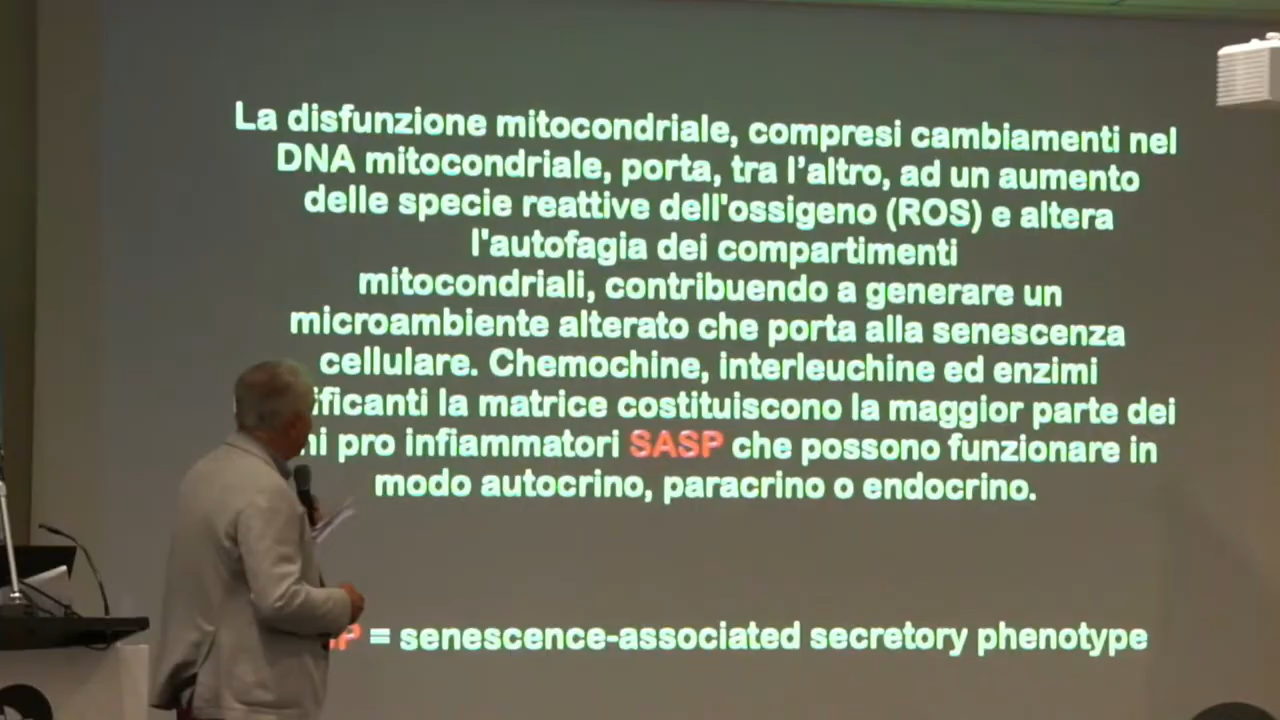 La disfunzione mitocondriale, compresi cambiamenti nel
DNA mitocondriale, porta, tra l’altro, ad un aumento
delle specie reattive dell'ossigeno (ROS) e altera
l'autofagia dei compartimenti
mitocondriali, contribuendo a generare un
microambiente alterato che porta alla senescenza
cellulare. Chemochine, interleuchine ed enzimi
la matrice costituiscono la maggior parte dei
pro infiammatori SASP che possono funzionare in
modo autocrino, paracrino o endocrino.
= senescence-associated secretory phenotype